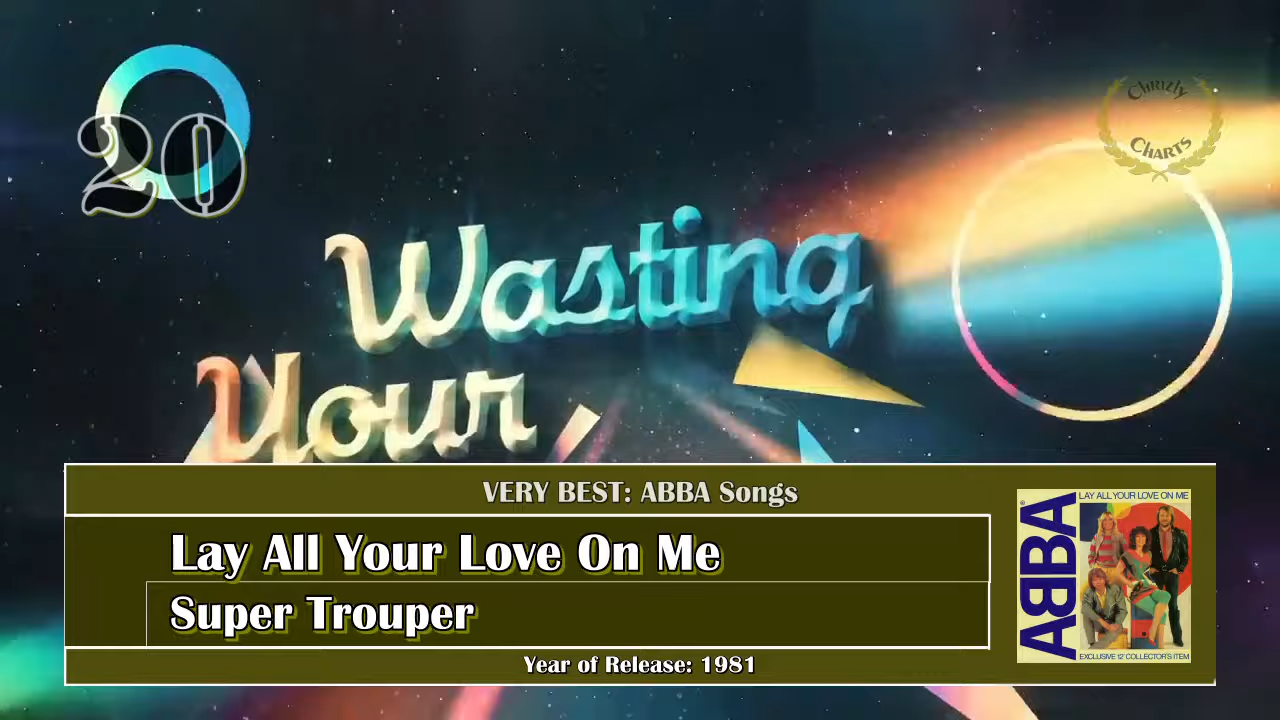 20
Chrizly
Charts
Wasting
Your
VERY BEST: ABBA Songs
Lay All Your Love On Me
Super Trouper
Year of Release: 1981
ABBA
LAY ALL YOUR LOVE ON ME
EXCLUSIVE 12" COLLECTOR'S ITEM